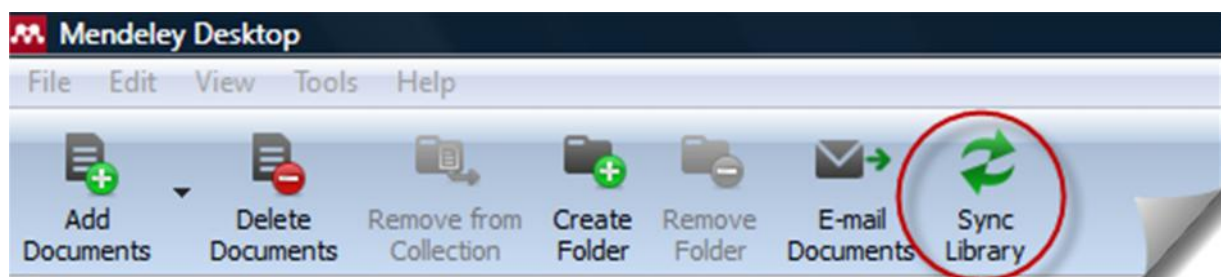 Mendeley Desktop
File Edit View Tools Help
Add Documents
Delete Documents
Remove from Collection
Create Folder
Remove Folder
E-mail Documents
Sync Library